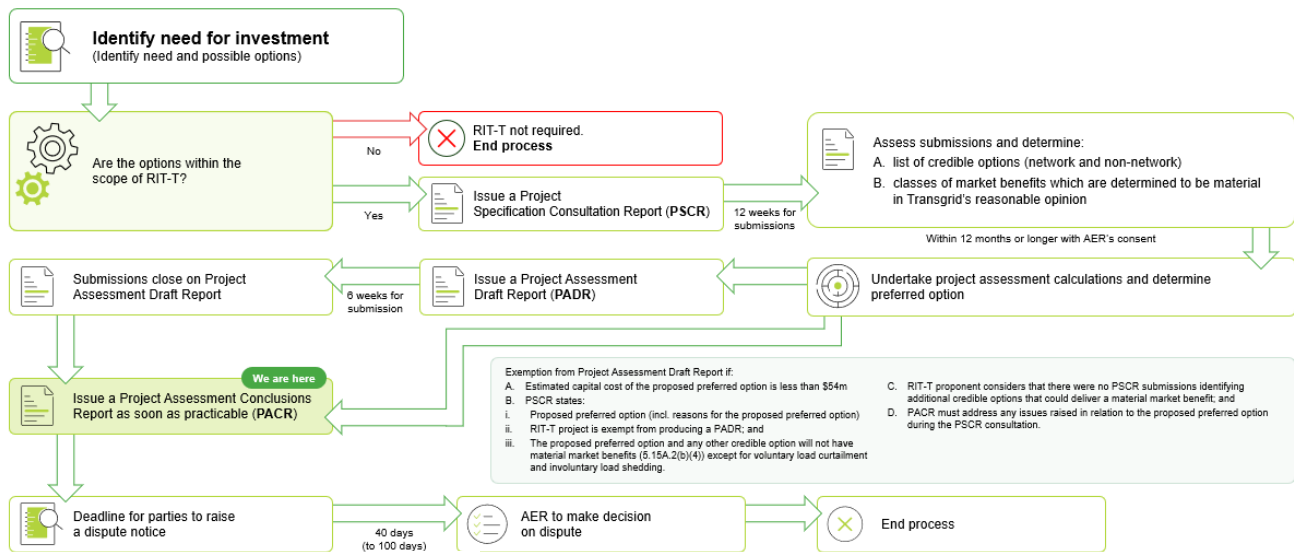 Identify need for investment
(Identify need and possible options)
Are the options within the
scope of RIT-T?
No
RIT-T not required.
End process
Yes
Issue a Project
Specification Consultation Report (PSCR)
12 weeks for
submissions
Assess submissions and determine:
A. list of credible options (network and non-network)
B. classes of market benefits which are determined to be material
in Transgrid's reasonable opinion
Within 12 months or longer with AER's consent
Undertake project assessment calculations and determine
preferred option
Issue a Project Assessment
Draft Report (PADR)
6 weeks for
submission
Submissions close on Project
Assessment Draft Report
We are here
Issue a Project Assessment Conclusions
Report as soon as practicable (PACR)
Exemption from Project Assessment Draft Report if:
A. Estimated capital cost of the proposed preferred option is less than $54m
B. PSCR states:
i. Proposed preferred option (incl. reasons for the proposed preferred option)
ii. RIT-T project is exempt from producing a PADR; and
iii. The proposed preferred option and any other credible option will not have
material market benefits (5.15A.2(b)(4)) except for voluntary load curtailment
and involuntary load shedding.
C. RIT-T proponent considers that there were no PSCR submissions identifying
additional credible options that could deliver a material market benefit; and
D. PACR must address any issues raised in relation to the proposed preferred option
during the PSCR consultation.
Deadline for parties to raise
a dispute notice
40 days
(to 100 days)
AER to make decision
on dispute
End process